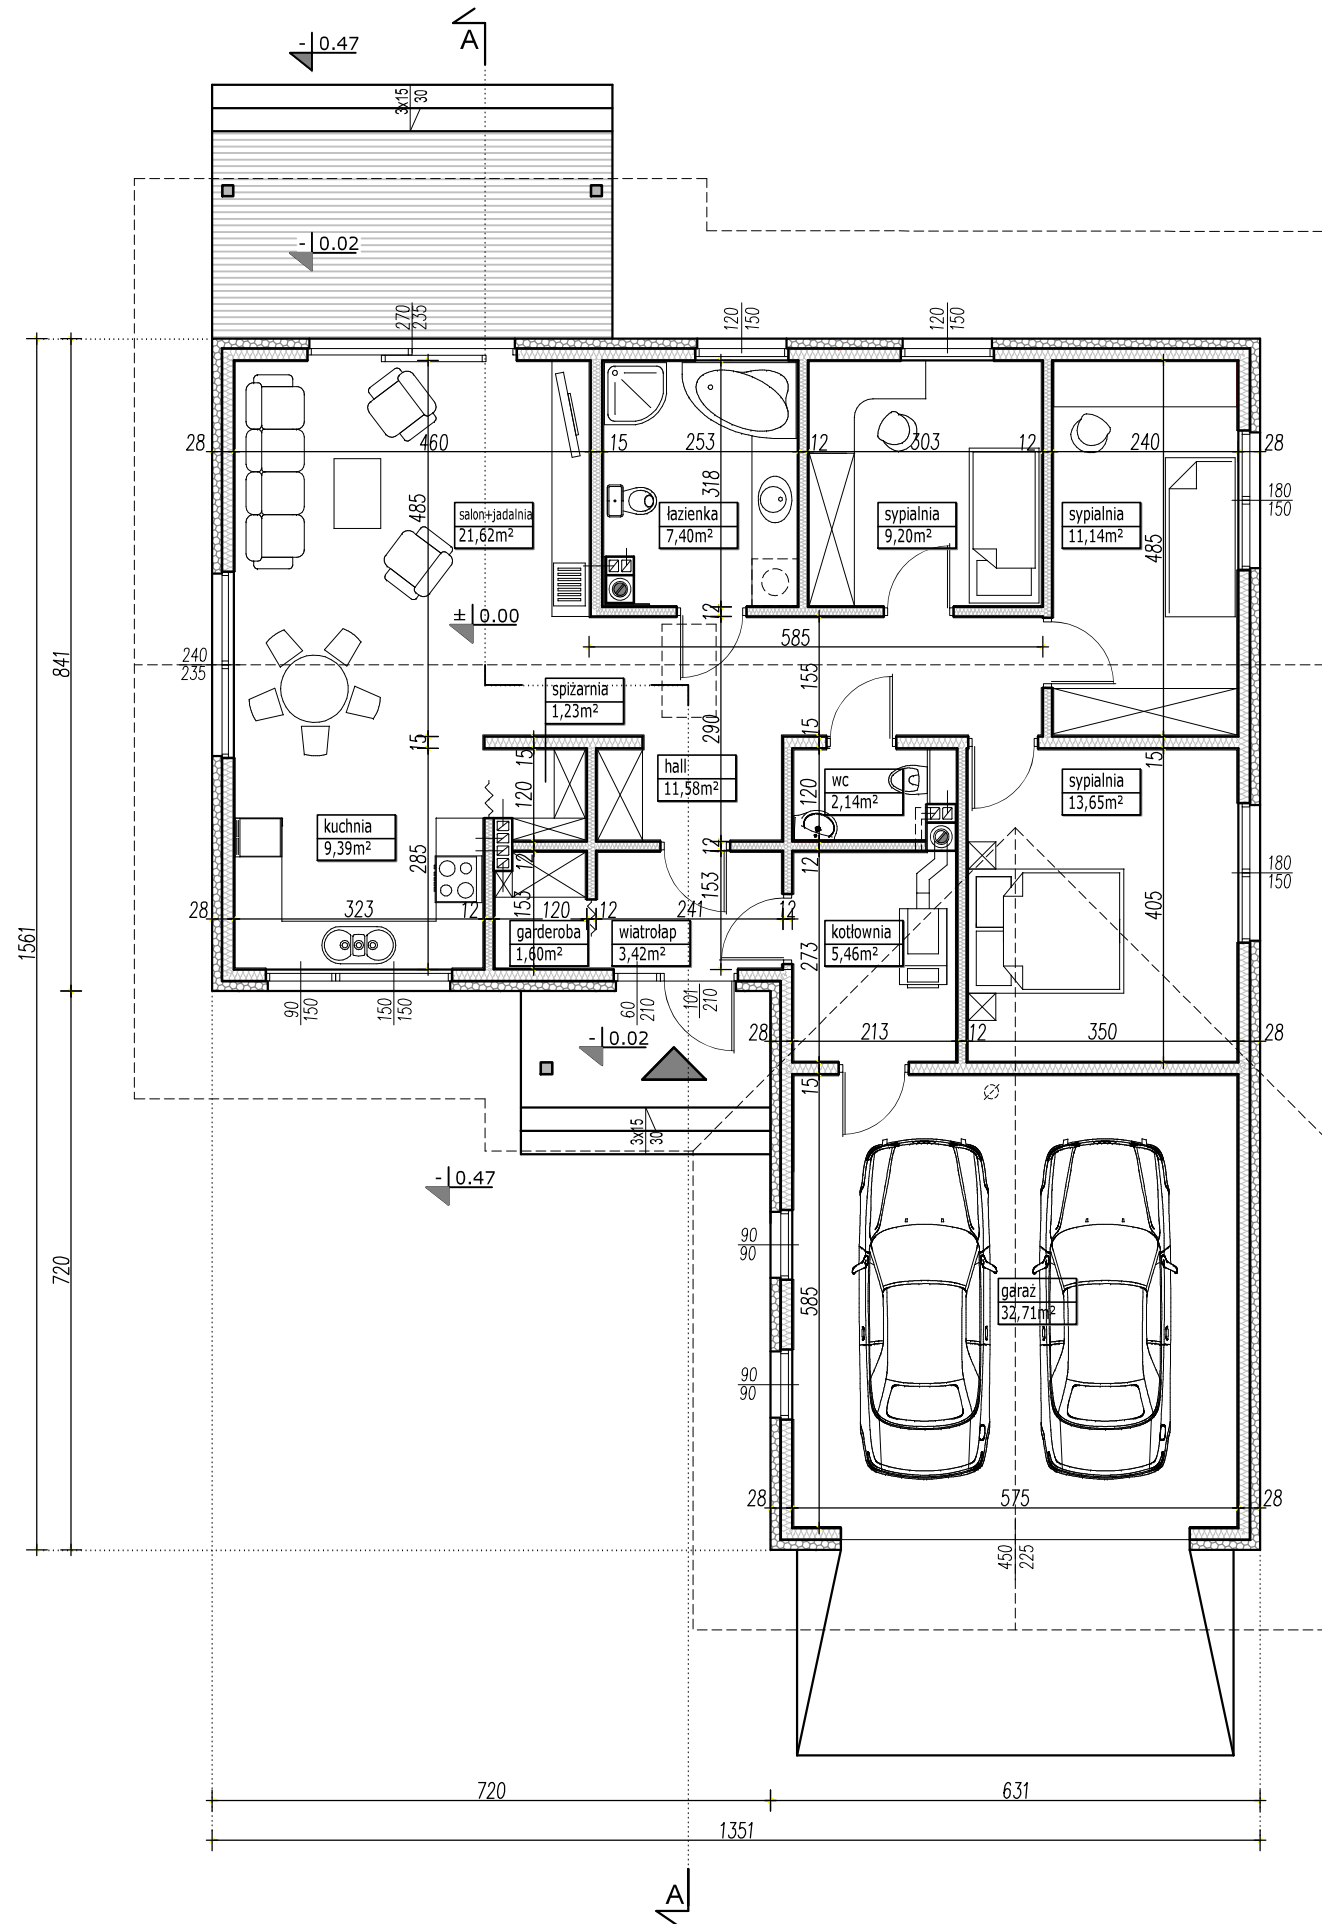 A
- 0.47
3x15
30
- 0.02
270
235
120
150
120
150
28
460
15
253
12
303
12
240
28
485
318
180
150
salon+jadalnia
21,62m²
łazienka
7,40m²
sypialnia
9,20m²
sypialnia
11,14m²
485
± 0.00
12
585
240
235
841
155
spiżarnia
1,23m²
290
15
15
15
15
hall
11,58m²
wc
2,14m²
sypialnia
13,65m²
120
120
kuchnia
9,39m²
285
12
12
12
153
153
180
150
405
28
323
12
120
12
241
12
1561
garderoba
1,60m²
wiatrołap
3,42m²
kotłownia
5,46m²
273
90
150
150
150
60
210
101
210
- 0.02
28
213
12
350
28
15
3x15
30
- 0.47
90
90
720
585
garaż
32,71m²
90
90
28
575
28
450
225
720
631
1351
A